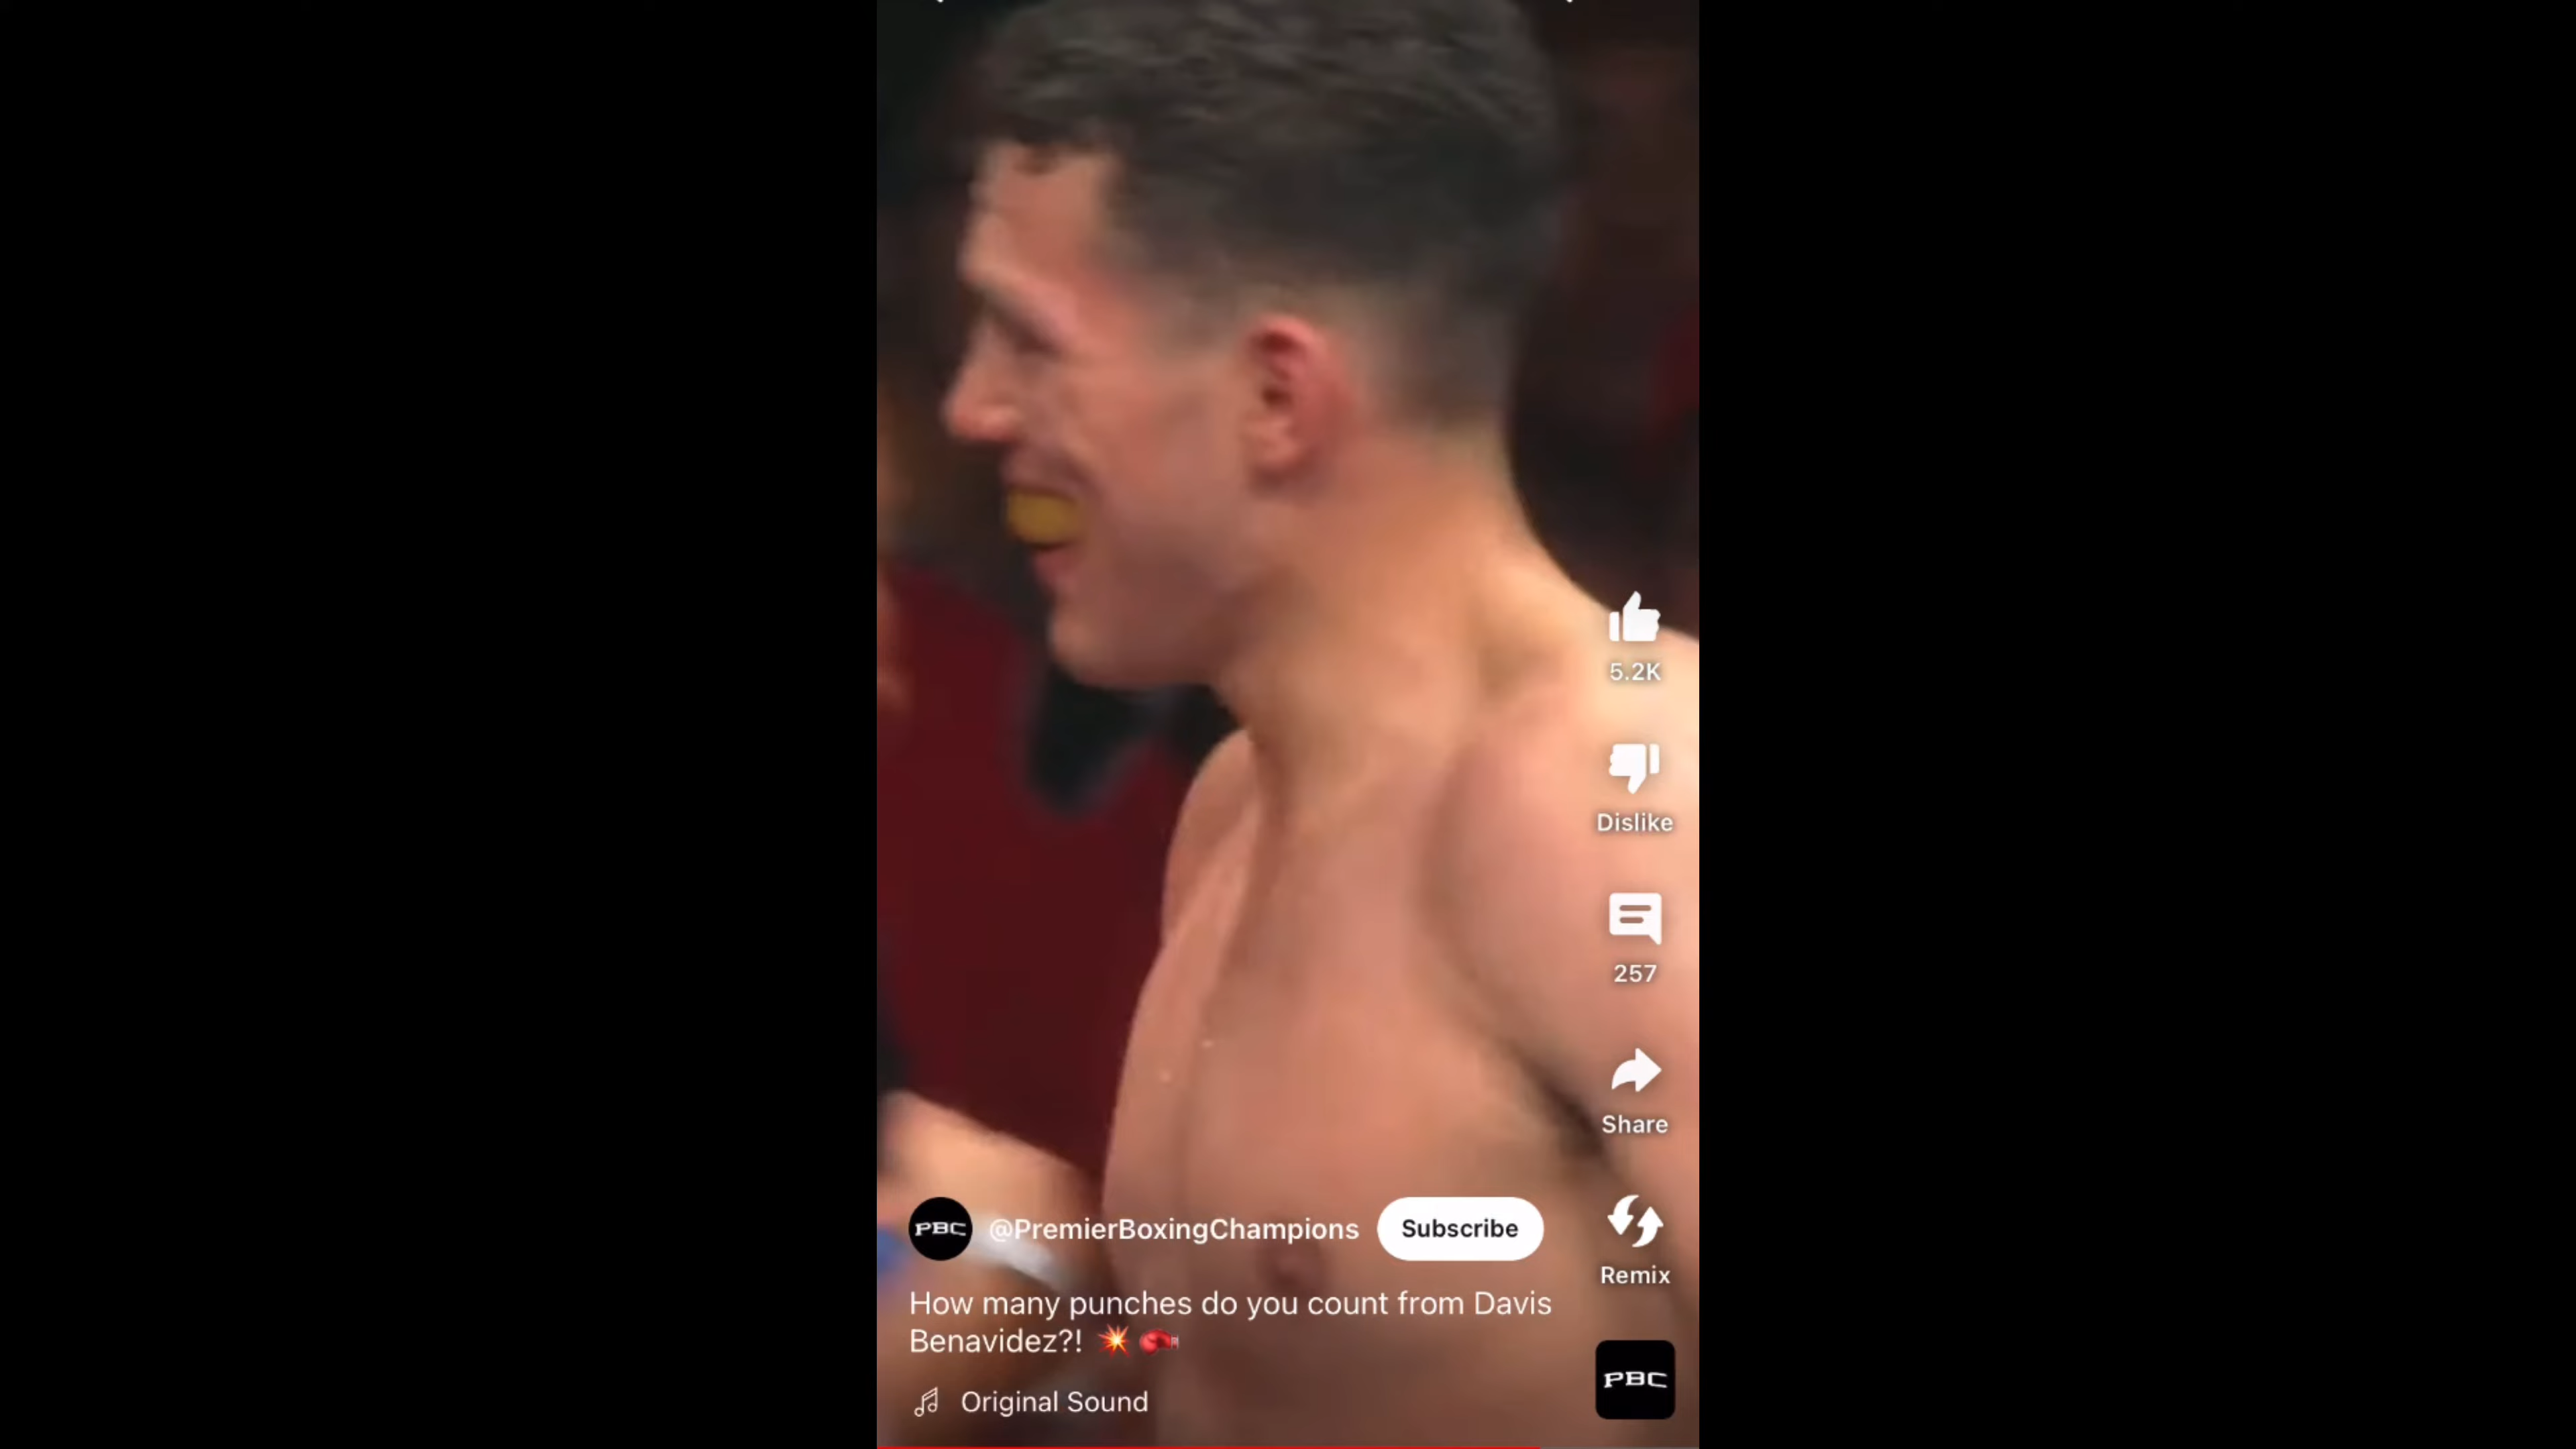 5.2K
Dislike
257
Share
PBC @PremierBoxingChampions Subscribe
Remix
How many punches do you count from Davis
Benavidez?! 💥 🥊
PBC
Original Sound